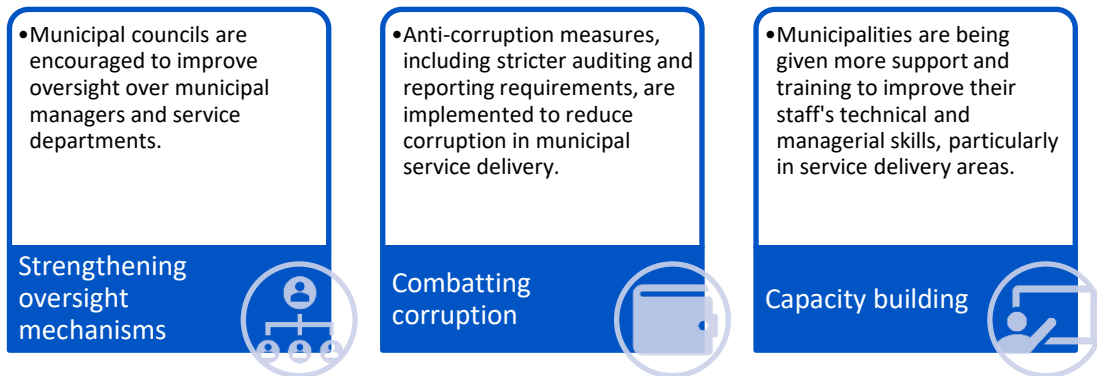 •Municipal councils are
encouraged to improve
oversight over municipal
managers and service
departments.
Strengthening
oversight
mechanisms
•Anti-corruption measures,
including stricter auditing and
reporting requirements, are
implemented to reduce
corruption in municipal
service delivery.
Combatting
corruption
•Municipalities are being
given more support and
training to improve their
staff's technical and
managerial skills, particularly
in service delivery areas.
Capacity building